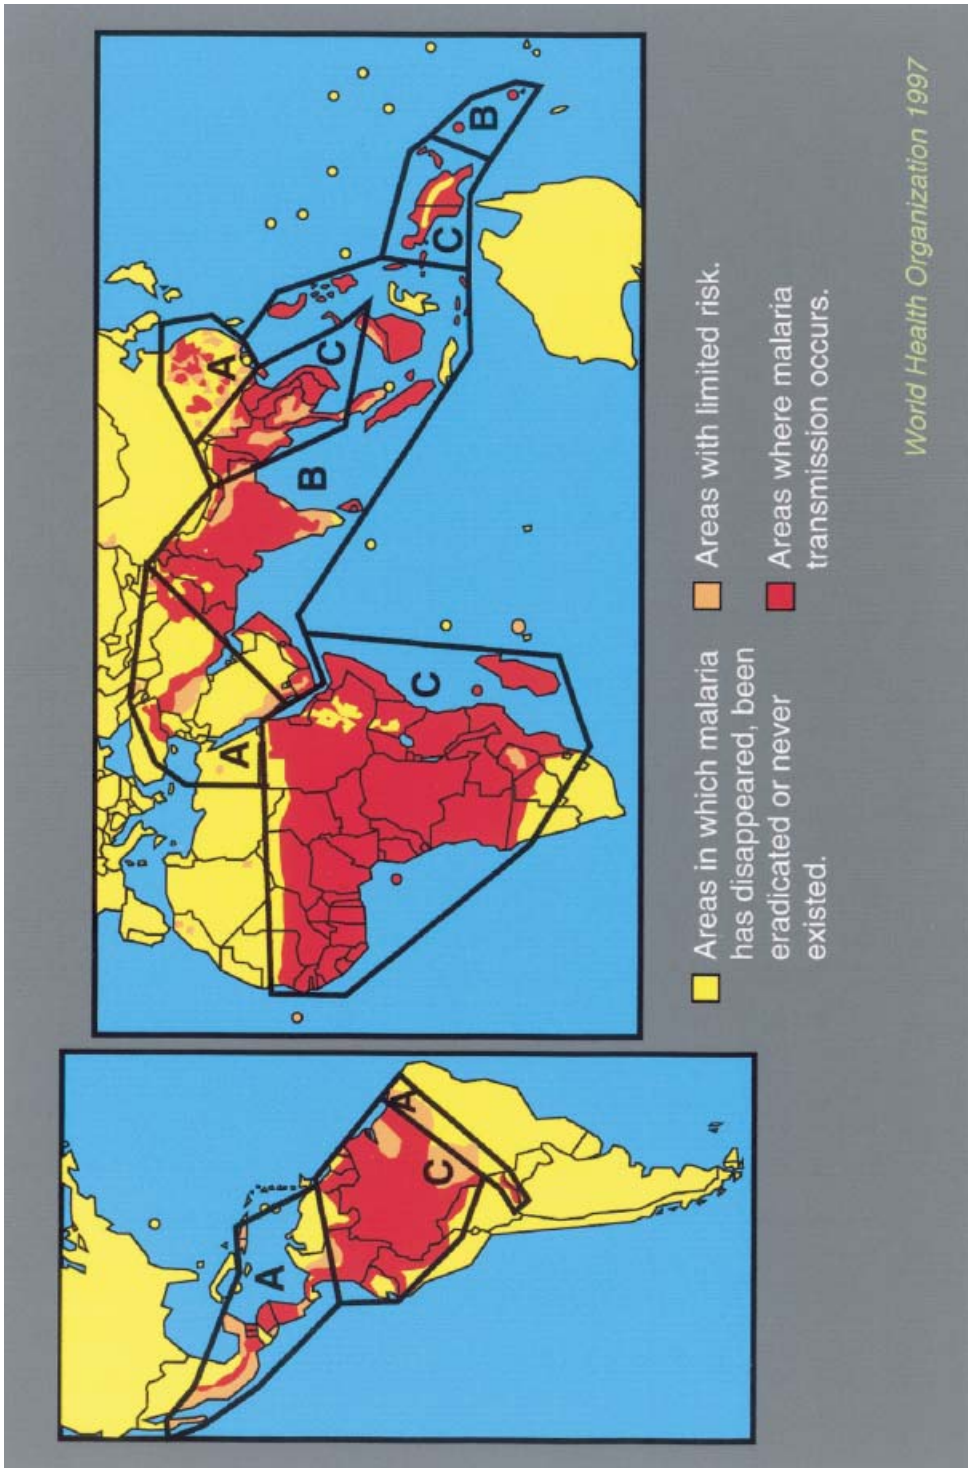 A
C
A
A
A
C
B
C
A
C
B
Areas in which malaria
has disappeared, been
eradicated or never
existed.
Areas with limited risk.
Areas where malaria
transmission occurs.
World Health Organization 1997